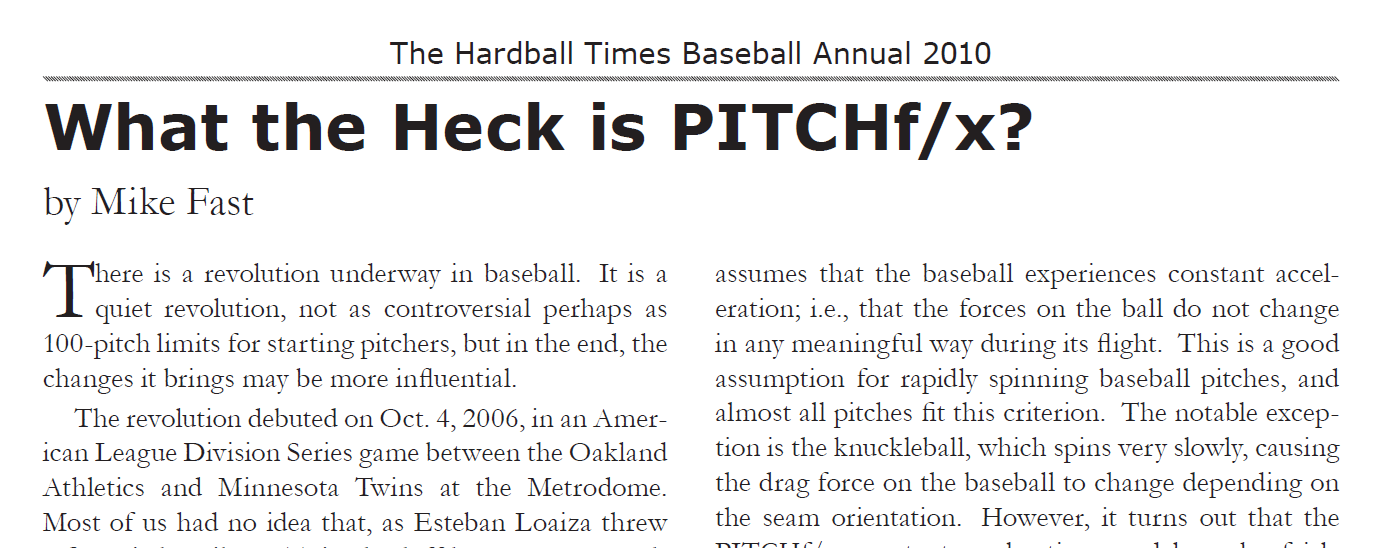 The Hardball Times Baseball Annual 2010
What the Heck is PITCHf/x?
by Mike Fast
There is a revolution underway in baseball. It is a
quiet revolution, not as controversial perhaps as
100-pitch limits for starting pitchers, but in the end, the
changes it brings may be more influential.
The revolution debuted on Oct. 4, 2006, in an Amer-
ican League Division Series game between the Oakland
Athletics and Minnesota Twins at the Metrodome.
Most of us had no idea that, as Esteban Loaiza threw
assumes that the baseball experiences constant accel-
eration; i.e., that the forces on the ball do not change
in any meaningful way during its flight. This is a good
assumption for rapidly spinning baseball pitches, and
almost all pitches fit this criterion. The notable excep-
tion is the knuckleball, which spins very slowly, causing
the drag force on the baseball to change depending on
the seam orientation. However, it turns out that the